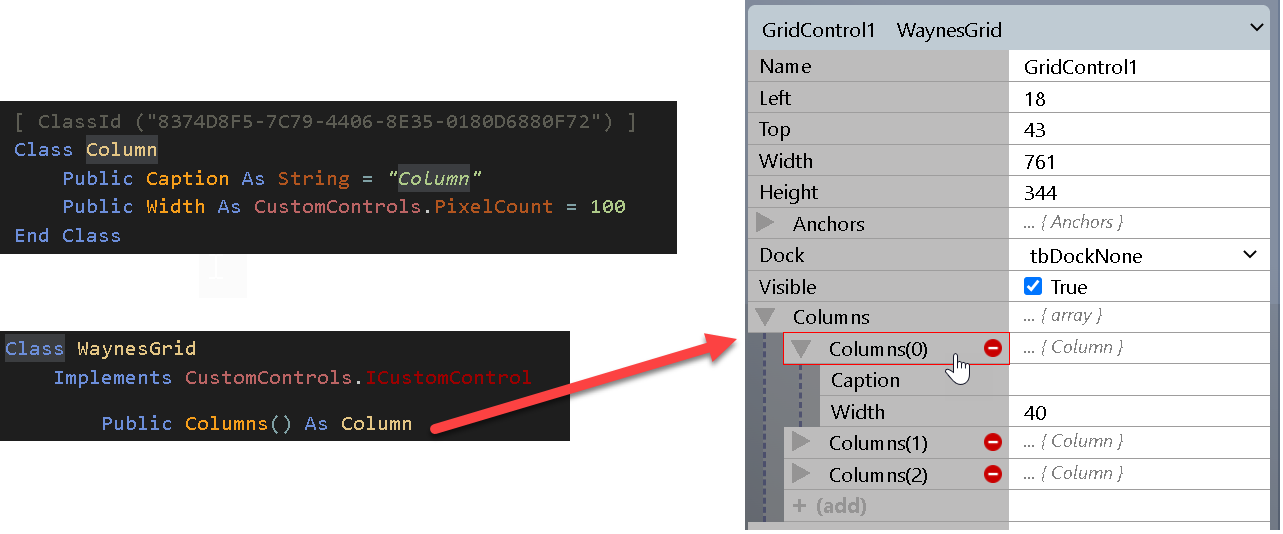 [ ClassId ("8374D8F5-7C79-4406-8E35-0180D6880F72") ]
Class Column
Public Caption As String = "Column"
Public Width As CustomControls.PixelCount = 100
End Class
Class WaynesGrid
Implements CustomControls.ICustomControl
Public Columns() As Column
GridControl1 WaynesGrid
Name GridControl1
Left 18
Top 43
Width 761
Height 344
Anchors ... { Anchors }
Dock tbDockNone
Visible True
Columns ... { array }
Columns(0) ... { Column }
Caption
Width 40
Columns(1) ... { Column }
Columns(2) ... { Column }
+ (add)